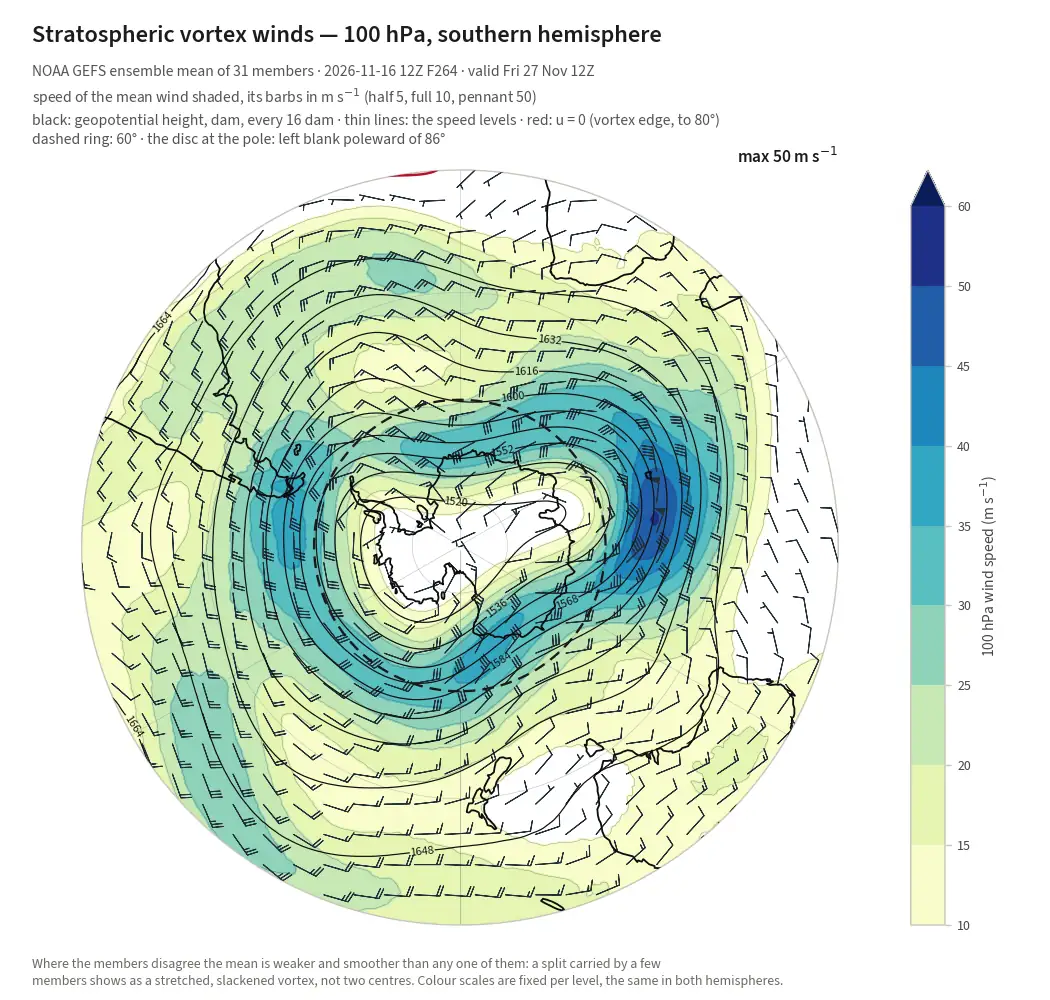 Stratospheric vortex winds — 100 hPa, southern hemisphere
NOAA GEFS ensemble mean of 31 members · 2026-11-16 12Z F264 · valid Fri 27 Nov 12Z
speed of the mean wind shaded, its barbs in m s⁻¹ (half 5, full 10, pennant 50)
black: geopotential height, dam, every 16 dam · thin lines: the speed levels · red: u = 0 (vortex edge, to 80°)
dashed ring: 60° · the disc at the pole: left blank poleward of 86°
max 50 m s⁻¹
60
50
45
40
35
30
25
20
15
10
100 hPa wind speed (m s⁻¹)
1664
1632
1616
1600
1552
1520
1536
1568
1584
1664
1648
Where the members disagree the mean is weaker and smoother than any one of them: a split carried by a few
members shows as a stretched, slackened vortex, not two centres. Colour scales are fixed per level, the same in both hemispheres.